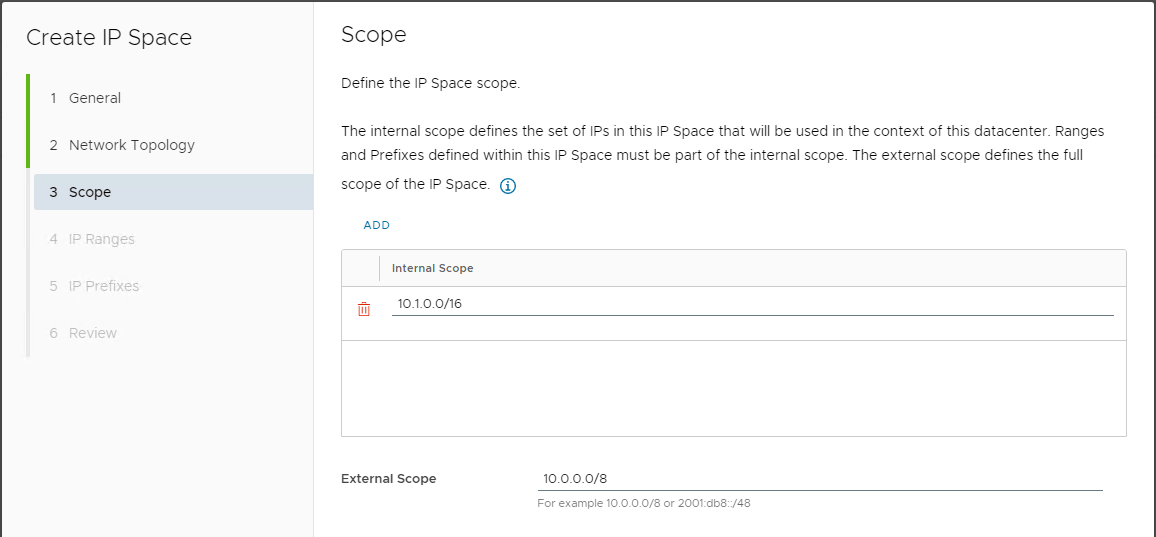 Create IP Space
1 General
2 Network Topology
3 Scope
4 IP Ranges
5 IP Prefixes
6 Review
Scope
Define the IP Space scope.
The internal scope defines the set of IPs in this IP Space that will be used in the context of this datacenter. Ranges
and Prefixes defined within this IP Space must be part of the internal scope. The external scope defines the full
scope of the IP Space.
ADD
Internal Scope
10.1.0.0/16
External Scope
10.0.0.0/8
For example 10.0.0.0/8 or 2001:db8::/48